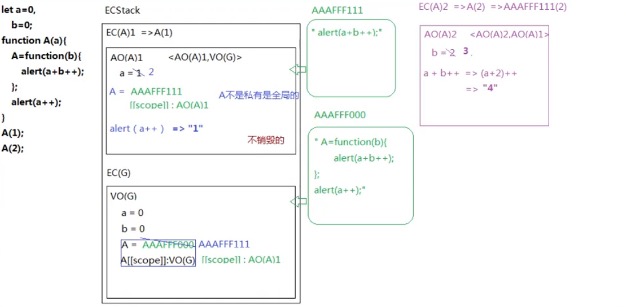 let a=0,
b=0;
function A(a){
A=function(b){
alert(a+b++);
};
alert(a++);
}
A(1);
A(2);
ECStack
EC(A)1 =>A(1)
AO(A)1 <AO(A)1,VO(G)>
a = 1 2
A = AAAFFF111
[[scope]] : AO(A)1
A不是私有是全局的
alert ( a++ ) => "1"
不销毁的
EC(G)
VO(G)
a = 0
b = 0
A = AAAFFF000 AAAFFF111
A[[scope]]:VO(G) [[scope]] : AO(A)1
AAAFFF111
" alert(a+b++);"
AAAFFF000
" A=function(b){
alert(a+b++);
};
alert(a++);"
EC(A)2 =>A(2) =>AAAFFF111(2)
AO(A)2 <AO(A)2,AO(A)1>
b = 2 3
a + b++ => (a+2)++
=> "4"